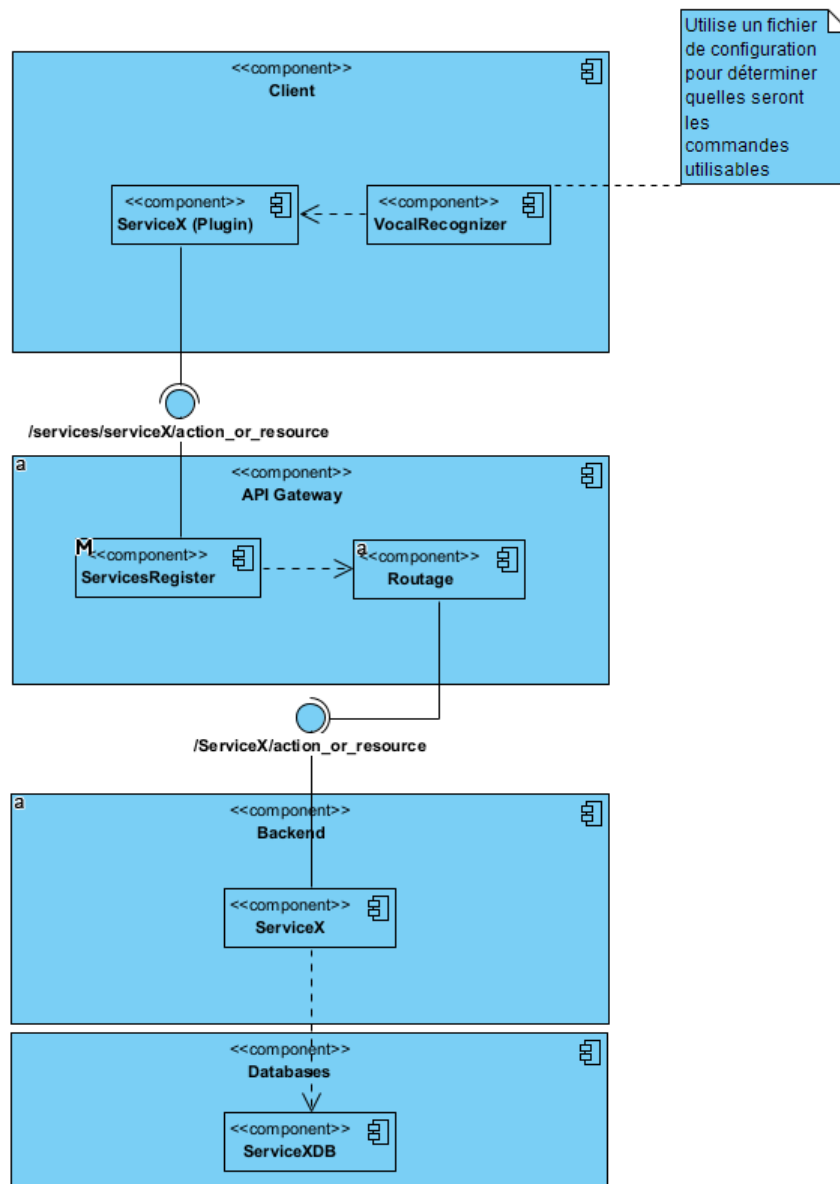 Utilise un fichier
de configuration
pour déterminer
quelles seront
les
commandes
utilisables
<<component>>
Client
<<component>>
ServiceX (Plugin)
<<component>>
VocalRecognizer
/services/serviceX/action_or_resource
a
<<component>>
API Gateway
M
<<component>>
ServicesRegister
a
<<component>>
Routage
/ServiceX/action_or_resource
a
<<component>>
Backend
<<component>>
ServiceX
<<component>>
Databases
<<component>>
ServiceXDB